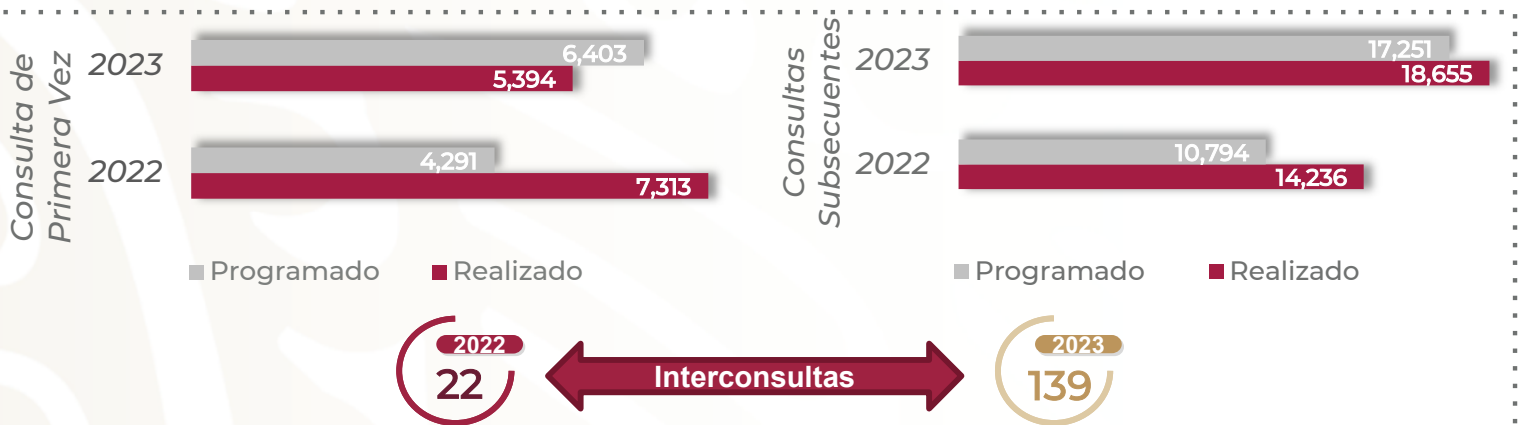 Consulta de
Primera Vez
2023
6,403
5,394
2022
4,291
7,313
Programado
Realizado
Consultas
Subsecuentes
2023
17,251
18,655
2022
10,794
14,236
Programado
Realizado
2022
22
Interconsultas
2023
139